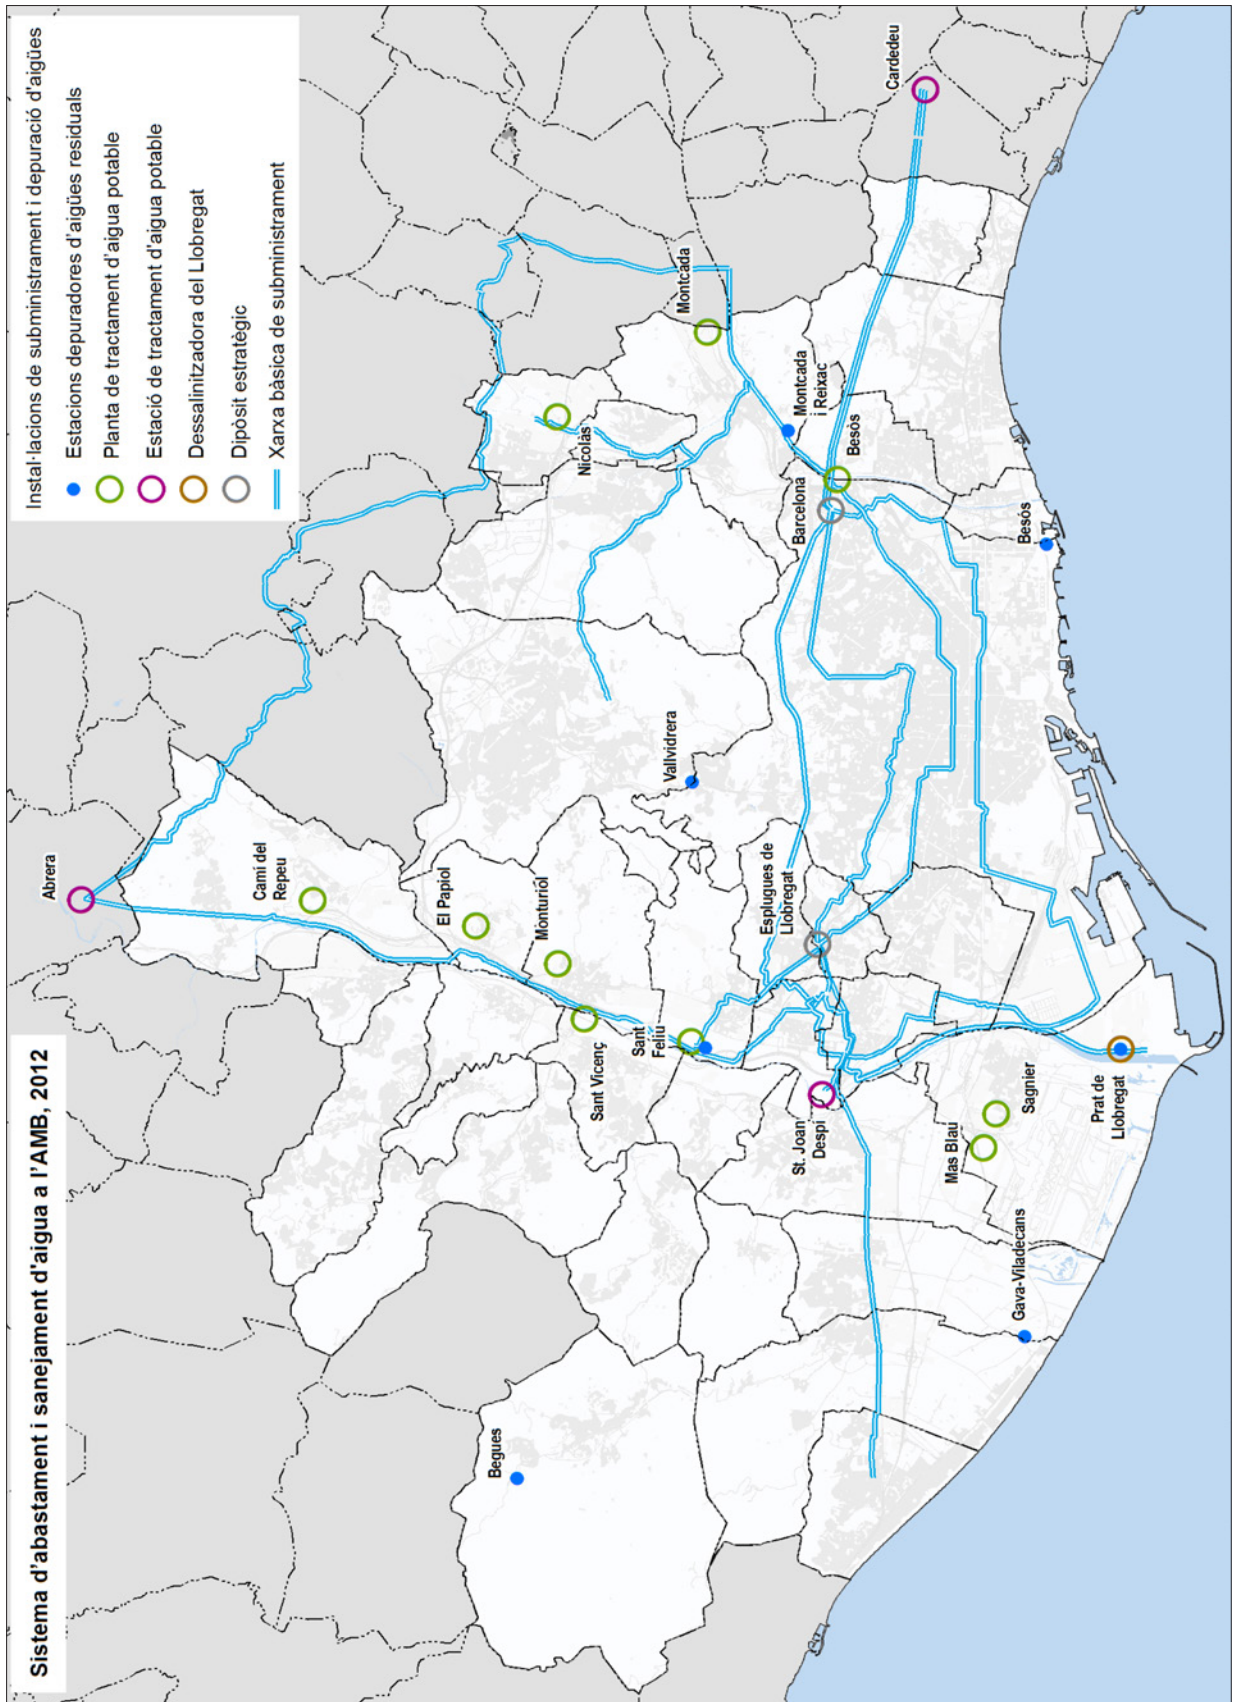 Sistema d'abastament i sanejament d'aigua a l'AMB, 2012
Instal·lacions de subministrament i depuració d'aigües
Estacions depuradores d'aigües residuals
Planta de tractament d'aigua potable
Estació de tractament d'aigua potable
Dessalinitzadora del Llobregat
Dipòsit estratègic
Xarxa bàsica de subministrament
Abrera
Camí del
Repeu
El Papiol
Monturiol
Sant Vicenç
Sant
Feliu
Begues
Vallvidrera
Nicolás
Montcada
Montcada
i Reixac
Cardedeu
Barcelona
Besòs
Besòs
Esplugues de
Llobregat
St. Joan
Despí
Mas Blau
Sagnier
Prat de
Llobregat
Gava-Viladecans